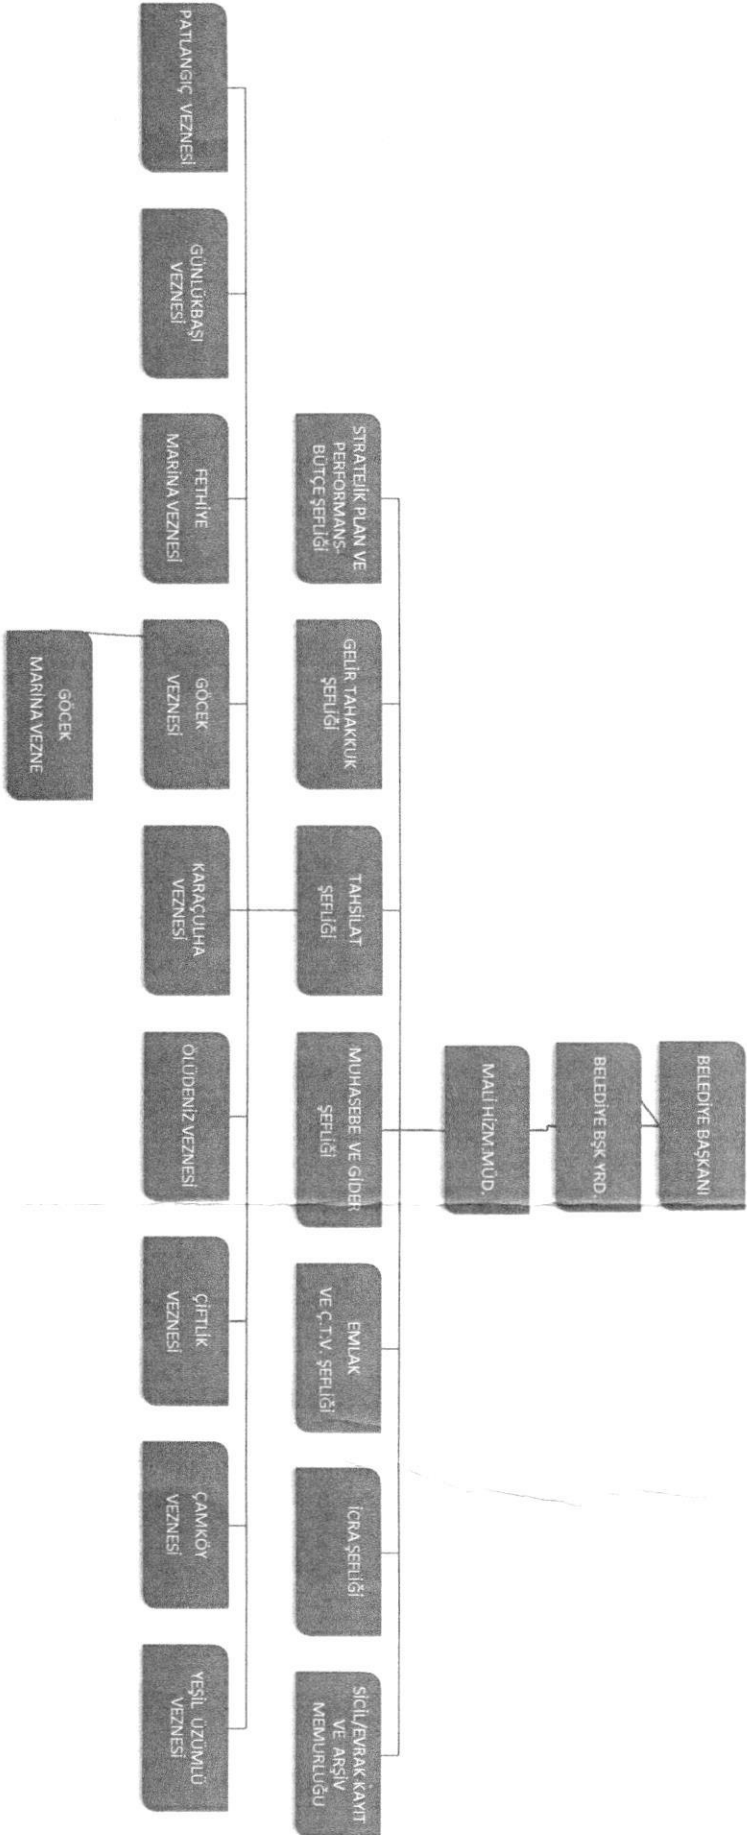 BELEDİYE BAŞKANI
BELEDİYE BŞK YRD.
MALİ HİZM.MÜD.
STRATEJİK PLAN VE
PERFORMANS-
BÜTÇE ŞEFLİĞİ
GELİR TAHAKKUK
ŞEFLİĞİ
TAHSİLAT
ŞEFLİĞİ
MUHASEBE VE GİDER
ŞEFLİĞİ
EMLAK
VE Ç.T.V. ŞEFLİĞİ
İCRA ŞEFLİĞİ
SİCİL/EVRAK-KAYIT
VE ARŞİV
MEMURLUĞU
PATLANGIÇ VEZNESİ
GÜNLÜKBAŞI
VEZNESİ
FETHİYE
MARİNA VEZNESİ
GÖCEK
VEZNESİ
KARAÇULHA
VEZNESİ
ÖLÜDENİZ VEZNESİ
ÇİFTLİK
VEZNESİ
ÇAMKÖY
VEZNESİ
YEŞİL ÜZÜMLÜ
VEZNESİ
GÖCEK
MARİNA VEZNE